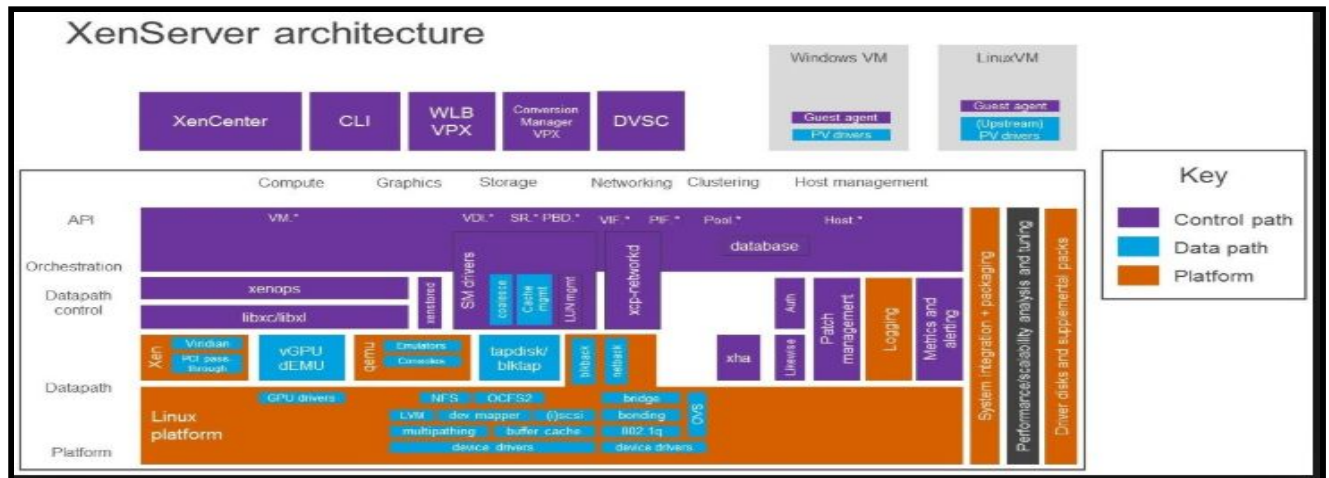 XenServer architecture
Windows VM
LinuxVM
XenCenter
CLI
WLB
VPX
Conversion
Manager
VPX
DVSC
Guest agent
PV drivers
Guest agent
(Upstream)
PV drivers
Key
Control path
Data path
Platform
Compute
Graphics
Storage
Networking
Clustering
Host management
API
VM.*
VDI.*
SR.*
PBD.*
VIF.*
PIF.*
Pool.*
Host.*
database
Orchestration
Datapath
control
xenops
libxc/libxl
xenstored
SM drivers
coalesce
Cache
mgmt
LUN mgmt
xcp-networkd
Auth
Likewise
Patch
management
Logging
Metrics and
alerting
System integration + packaging
Performance/scalability analysis and tuning
Driver disks and supplemental packs
Xen
Viridian
PCI pass-
through
vGPU
dEMU
qemu
Emulators
Consoles
tapdisk/
blktap
blkback
netback
xha
Datapath
Linux
platform
GPU drivers
NFS
OCFS2
LVM
dev mapper
(i)scsi
multipathing
buffer cache
device drivers
bridge
bonding
802.1q
device drivers
OVS
Platform